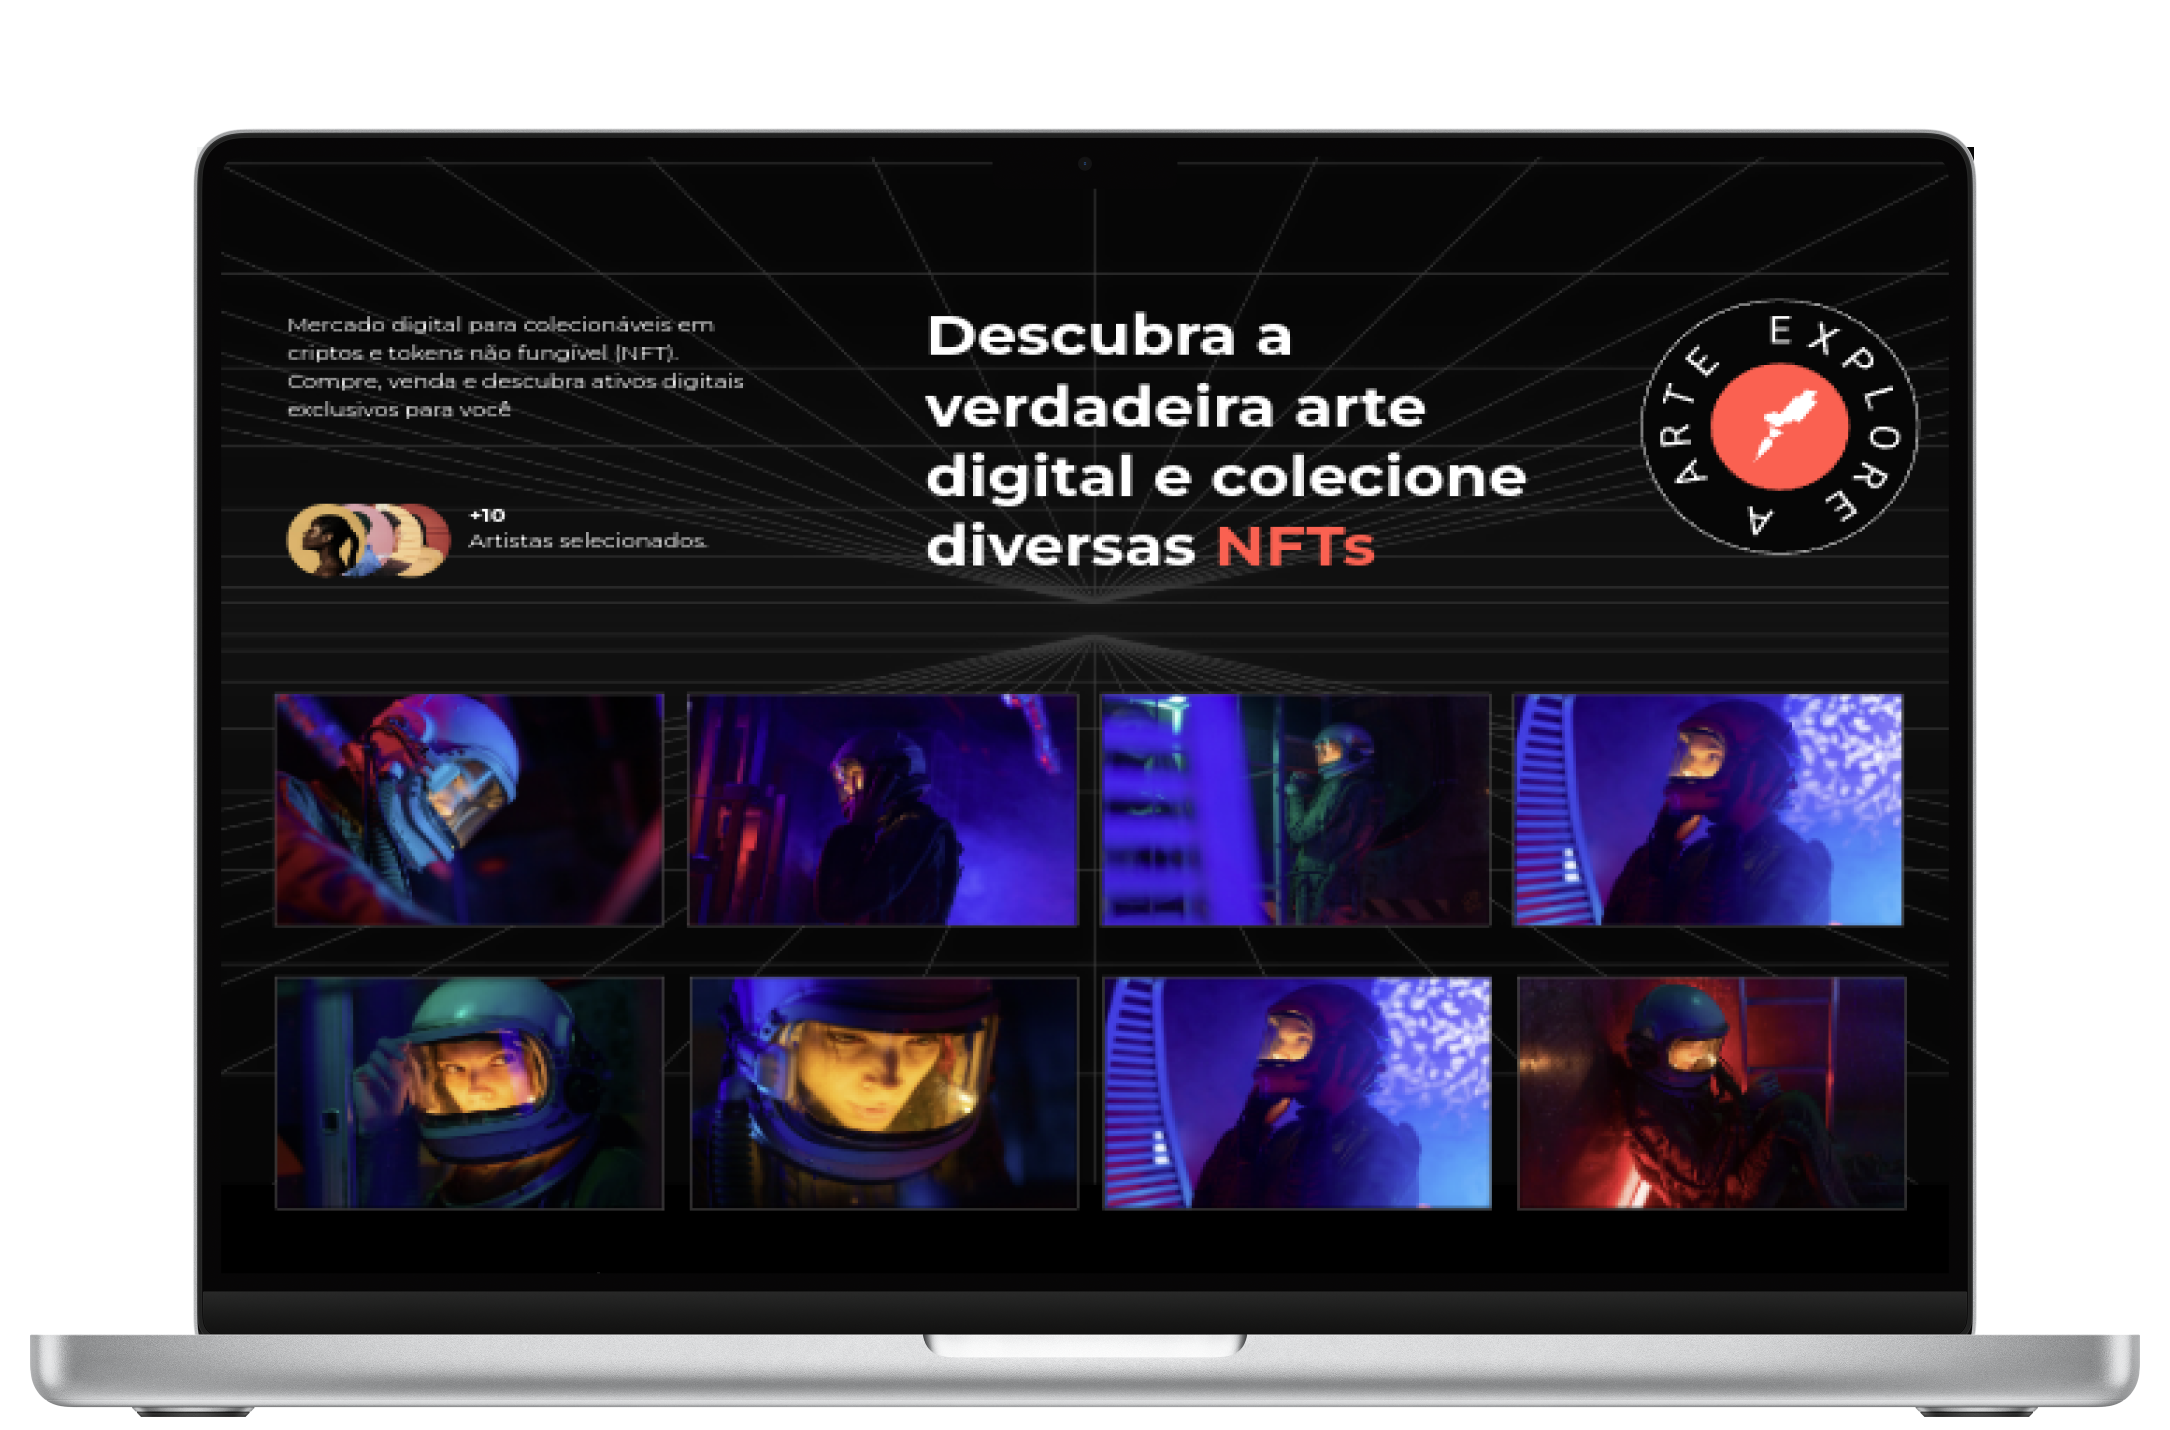 Mercado digital para colecionáveis em
criptos e tokens não fungível (NFT).
Compre, venda e descubra ativos digitais
exclusivos para você
+10
Artistas selecionados.
Descubra a
verdadeira arte
digital e colecione
diversas NFTs
EXPLORE A ARTE